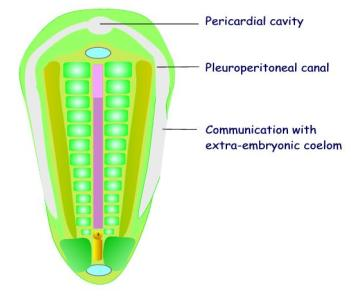 Pericardial cavity
Pleuroperitoneal canal
Communication with
extra-embryonic coelom